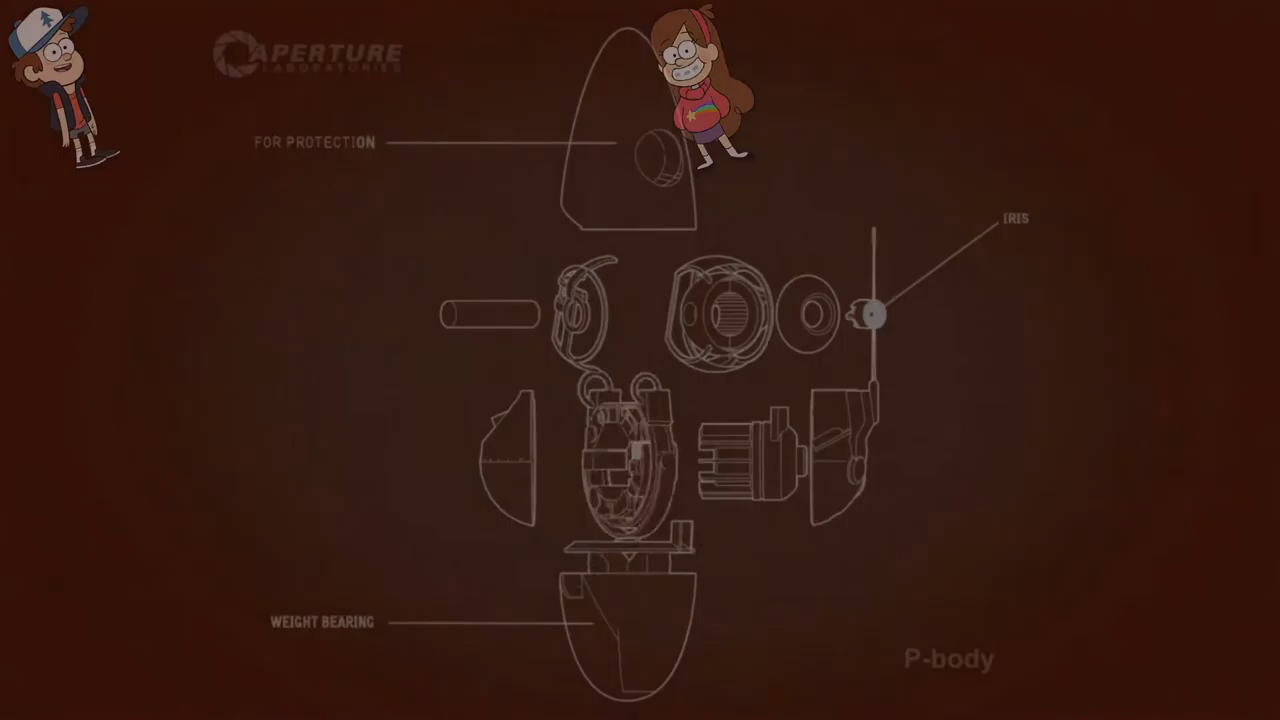 APERTURE
LABORATORIES
FOR PROTECTION
IRIS
WEIGHT BEARING
P-body